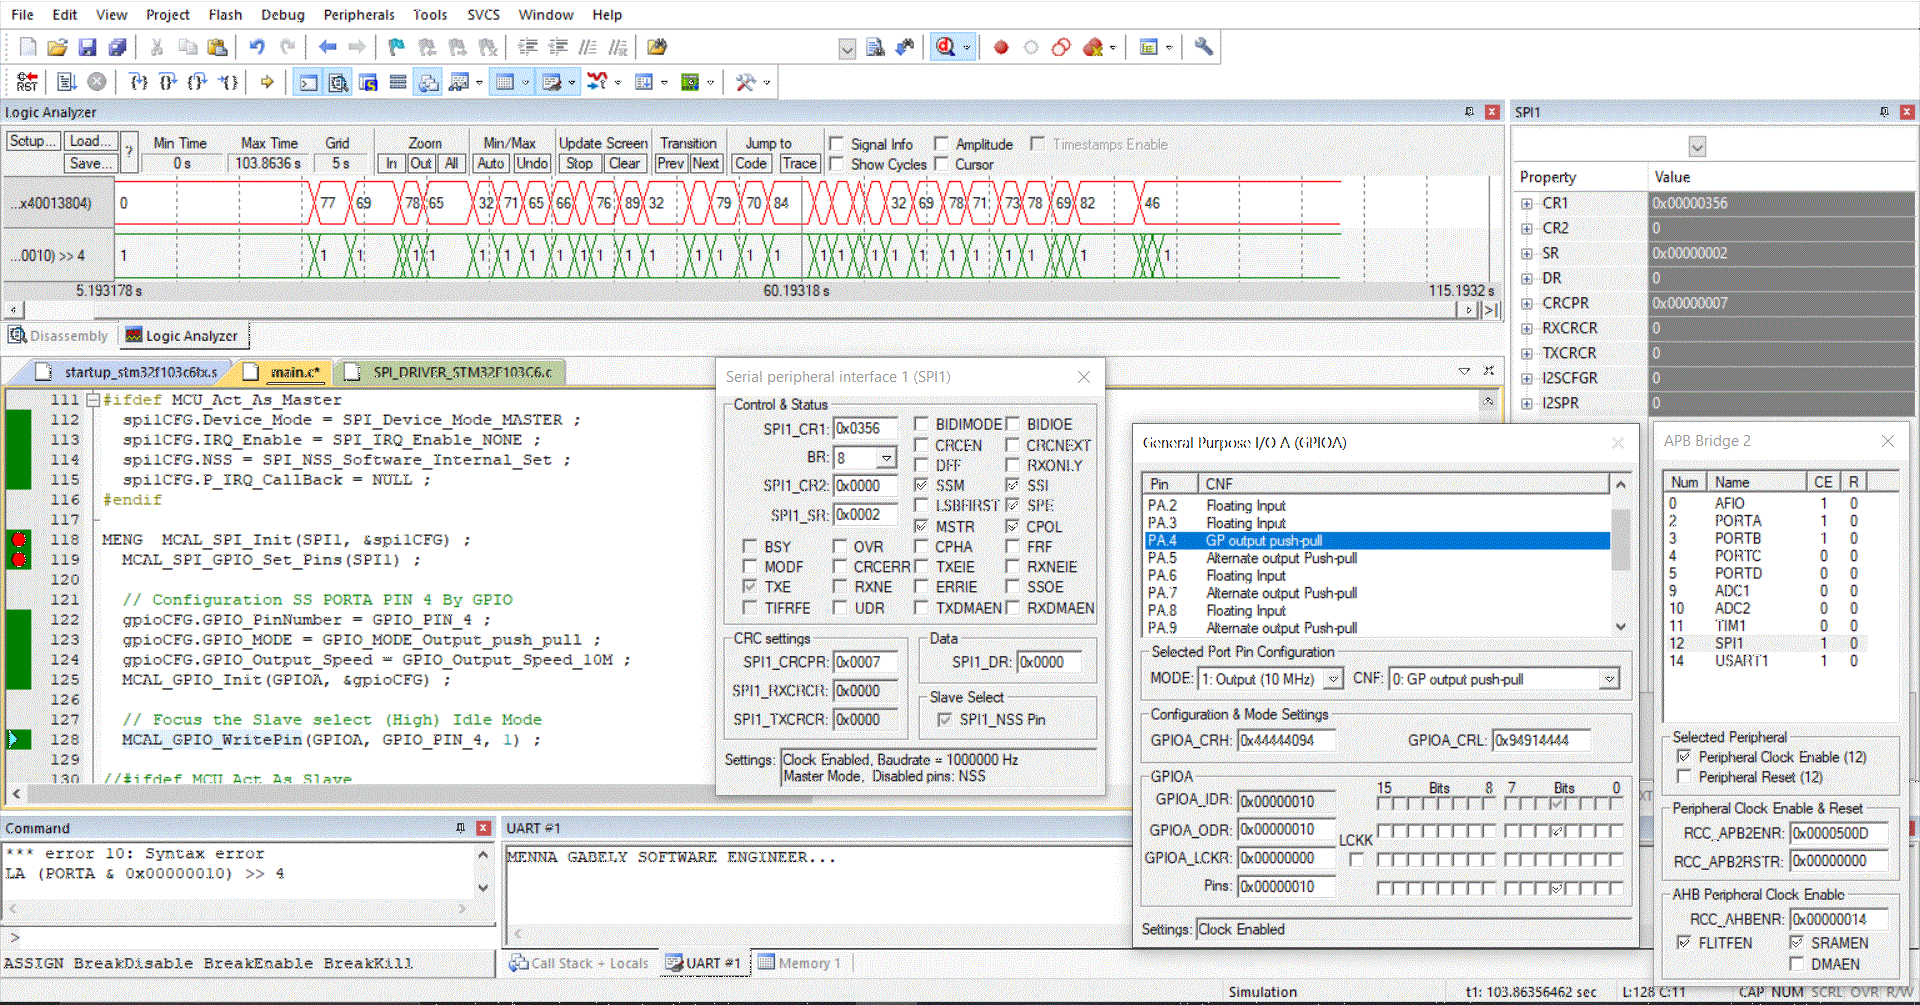 File Edit View Project Flash Debug Peripherals Tools SVCS Window Help
RST
Logic Analyzer
Setup... Load... Save... ? Min Time 0 s Max Time 103.8636 s Grid 5 s Zoom In Out All Min/Max Auto Undo Update Screen Stop Clear Transition Prev Next Jump to Code Trace Signal Info Show Cycles Amplitude Cursor Timestamps Enable
...x40013804) 0 77 69 78 65 32 71 65 66 76 89 32 79 70 84 32 69 78 71 73 78 69 82 46
...0010) >> 4 1 1 1 1 1 1 1 1 1 1 1 1 1 1 1 1 1 1 1 1 1 1 1 1 1
5.193178 s 60.19318 s 115.1932 s
Disassembly Logic Analyzer
startup_stm32f103c6tx.s main.c* SPI_DRIVER_STM32F103C6.c
111 #ifdef MCU_Act_As_Master
112 spi1CFG.Device_Mode = SPI_Device_Mode_MASTER ;
113 spi1CFG.IRQ_Enable = SPI_IRQ_Enable_NONE ;
114 spi1CFG.NSS = SPI_NSS_Software_Internal_Set ;
115 spi1CFG.P_IRQ_CallBack = NULL ;
116 #endif
117
118 MENG MCAL_SPI_Init(SPI1, &spi1CFG) ;
119 MCAL_SPI_GPIO_Set_Pins(SPI1) ;
120
121 // Configuration SS PORTA PIN 4 By GPIO
122 gpioCFG.GPIO_PinNumber = GPIO_PIN_4 ;
123 gpioCFG.GPIO_MODE = GPIO_MODE_Output_push_pull ;
124 gpioCFG.GPIO_Output_Speed = GPIO_Output_Speed_10M ;
125 MCAL_GPIO_Init(GPIOA, &gpioCFG) ;
126
127 // Focus the Slave select (High) Idle Mode
128 MCAL_GPIO_WritePin(GPIOA, GPIO_PIN_4, 1) ;
129
130 //#ifdef MCU_Act_As_Slave
Serial peripheral interface 1 (SPI1)
Control & Status
SPI1_CR1: 0x0356 BIDIMODE BIDIOE
CRCEN CRCNEXT
BR: 8 DFF RXONLY
SPI1_CR2: 0x0000 SSM SSI
LSBFIRST SPE
SPI1_SR: 0x0002 MSTR CPOL
BSY OVR CPHA FRF
MODF CRCERR TXEIE RXNEIE
TXE RXNE ERRIE SSOE
TIFRFE UDR TXDMAEN RXDMAEN
CRC settings
SPI1_CRCPR: 0x0007
SPI1_RXCRCR: 0x0000
SPI1_TXCRCR: 0x0000
Data
SPI1_DR: 0x0000
Slave Select
SPI1_NSS Pin
Settings: Clock Enabled, Baudrate = 1000000 Hz
Master Mode, Disabled pins: NSS
SPI1
Property Value
CR1 0x00000356
CR2 0
SR 0x00000002
DR 0
CRCPR 0x00000007
RXCRCR 0
TXCRCR 0
I2SCFGR 0
I2SPR 0
General Purpose I/O A (GPIOA)
Pin CNF
PA.2 Floating Input
PA.3 Floating Input
PA.4 GP output push-pull
PA.5 Alternate output Push-pull
PA.6 Floating Input
PA.7 Alternate output Push-pull
PA.8 Floating Input
PA.9 Alternate output Push-pull
Selected Port Pin Configuration
MODE: 1: Output (10 MHz) CNF: 0: GP output push-pull
Configuration & Mode Settings
GPIOA_CRH: 0x44444094 GPIOA_CRL: 0x94914444
GPIOA 15 Bits 8 7 Bits 0
GPIOA_IDR: 0x00000010
GPIOA_ODR: 0x00000010
LCKK
GPIOA_LCKR: 0x00000000
Pins: 0x00000010
Settings: Clock Enabled
APB Bridge 2
Num Name CE R
0 AFIO 1 0
2 PORTA 1 0
3 PORTB 1 0
4 PORTC 0 0
5 PORTD 0 0
9 ADC1 0 0
10 ADC2 0 0
11 TIM1 0 0
12 SPI1 1 0
14 USART1 1 0
Selected Peripheral
Peripheral Clock Enable (12)
Peripheral Reset (12)
Peripheral Clock Enable & Reset
RCC_APB2ENR: 0x0000500D
RCC_APB2RSTR: 0x00000000
AHB Peripheral Clock Enable
RCC_AHBENR: 0x00000014
FLITFEN SRAMEN
DMAEN
Command
*** error 10: Syntax error
LA (PORTA & 0x00000010) >> 4
>
ASSIGN BreakDisable BreakEnable BreakKill
UART #1
MENNA GABELY SOFTWARE ENGINEER...
Call Stack + Locals UART #1 Memory 1
Simulation t1: 103.86356462 sec L:128 C:11 CAP NUM SCRL OVR R/W